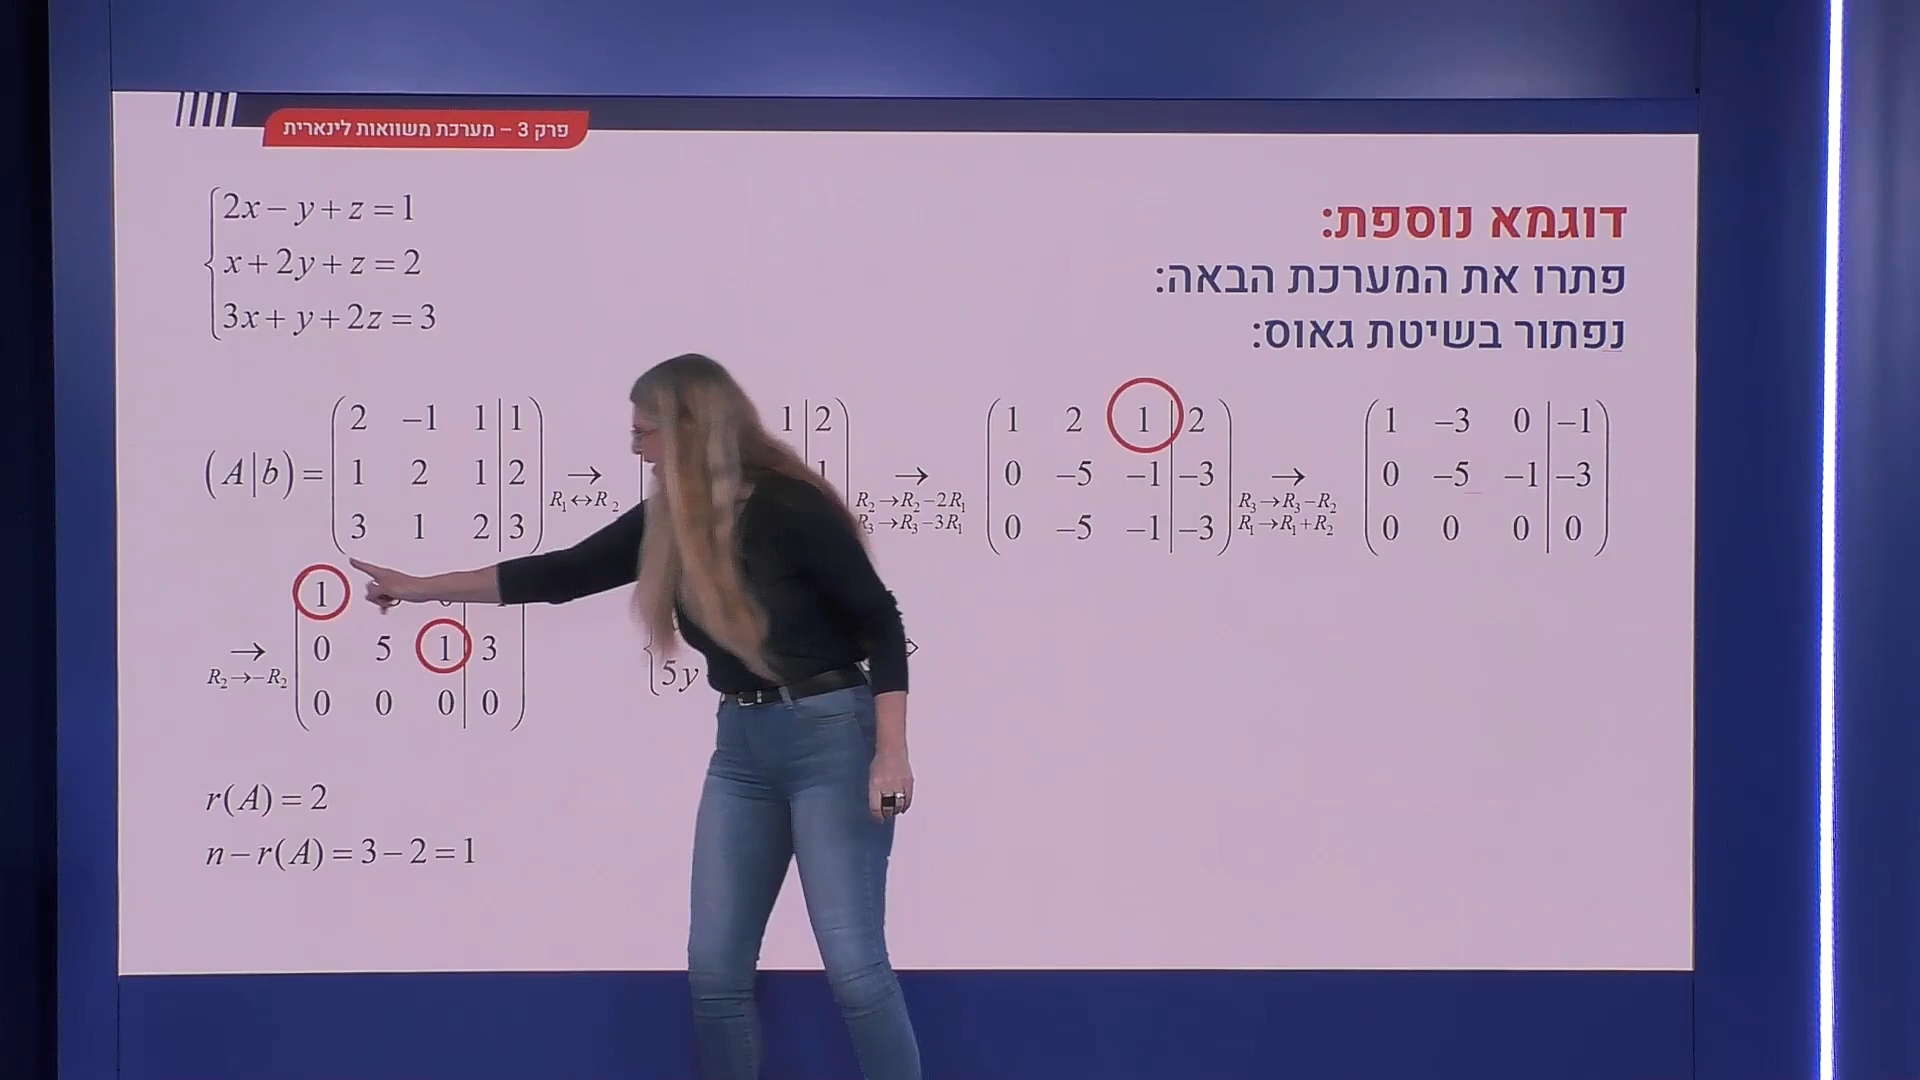 פרק 3 – מערכת משוואות לינארית
דוגמא נוספת:
פתרו את המערכת הבאה:
נפתור בשיטת גאוס:
2x − y + z = 1
x + 2y + z = 2
3x + y + 2z = 3
(A|b) =
2 −1 1 | 1
1 2 1 | 2
3 1 2 | 3
→
R₁ ↔ R₂
1 | 2
1
→
R₂ → R₂ − 2R₁
R₃ → R₃ − 3R₁
1 2 1 | 2
0 −5 −1 | −3
0 −5 −1 | −3
→
R₃ → R₃ − R₂
R₁ → R₁ + R₂
1 −3 0 | −1
0 −5 −1 | −3
0 0 0 | 0
→
R₂ → −R₂
1
0 5 1 | 3
0 0 0 | 0
5y
r(A) = 2
n − r(A) = 3 − 2 = 1